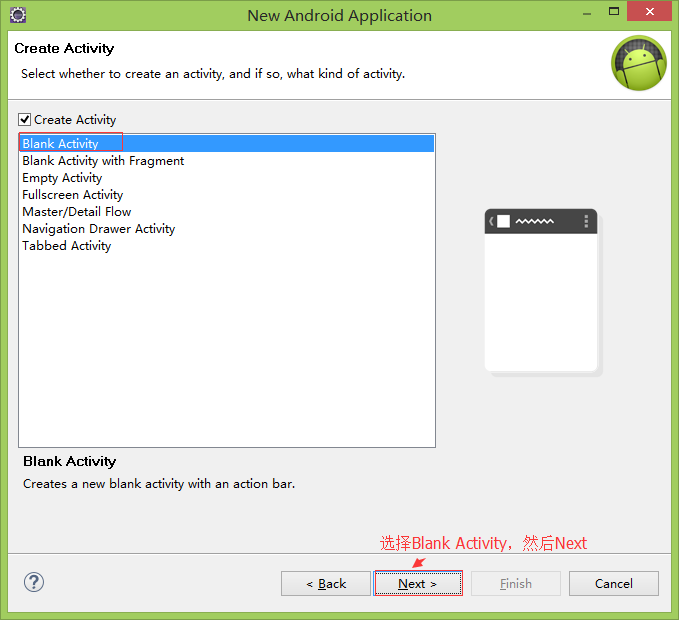 New Android Application
Create Activity
Select whether to create an activity, and if so, what kind of activity.
Create Activity
Blank Activity
Blank Activity with Fragment
Empty Activity
Fullscreen Activity
Master/Detail Flow
Navigation Drawer Activity
Tabbed Activity
Blank Activity
Creates a new blank activity with an action bar.
选择Blank Activity，然后Next
?
< Back
Next >
Finish
Cancel